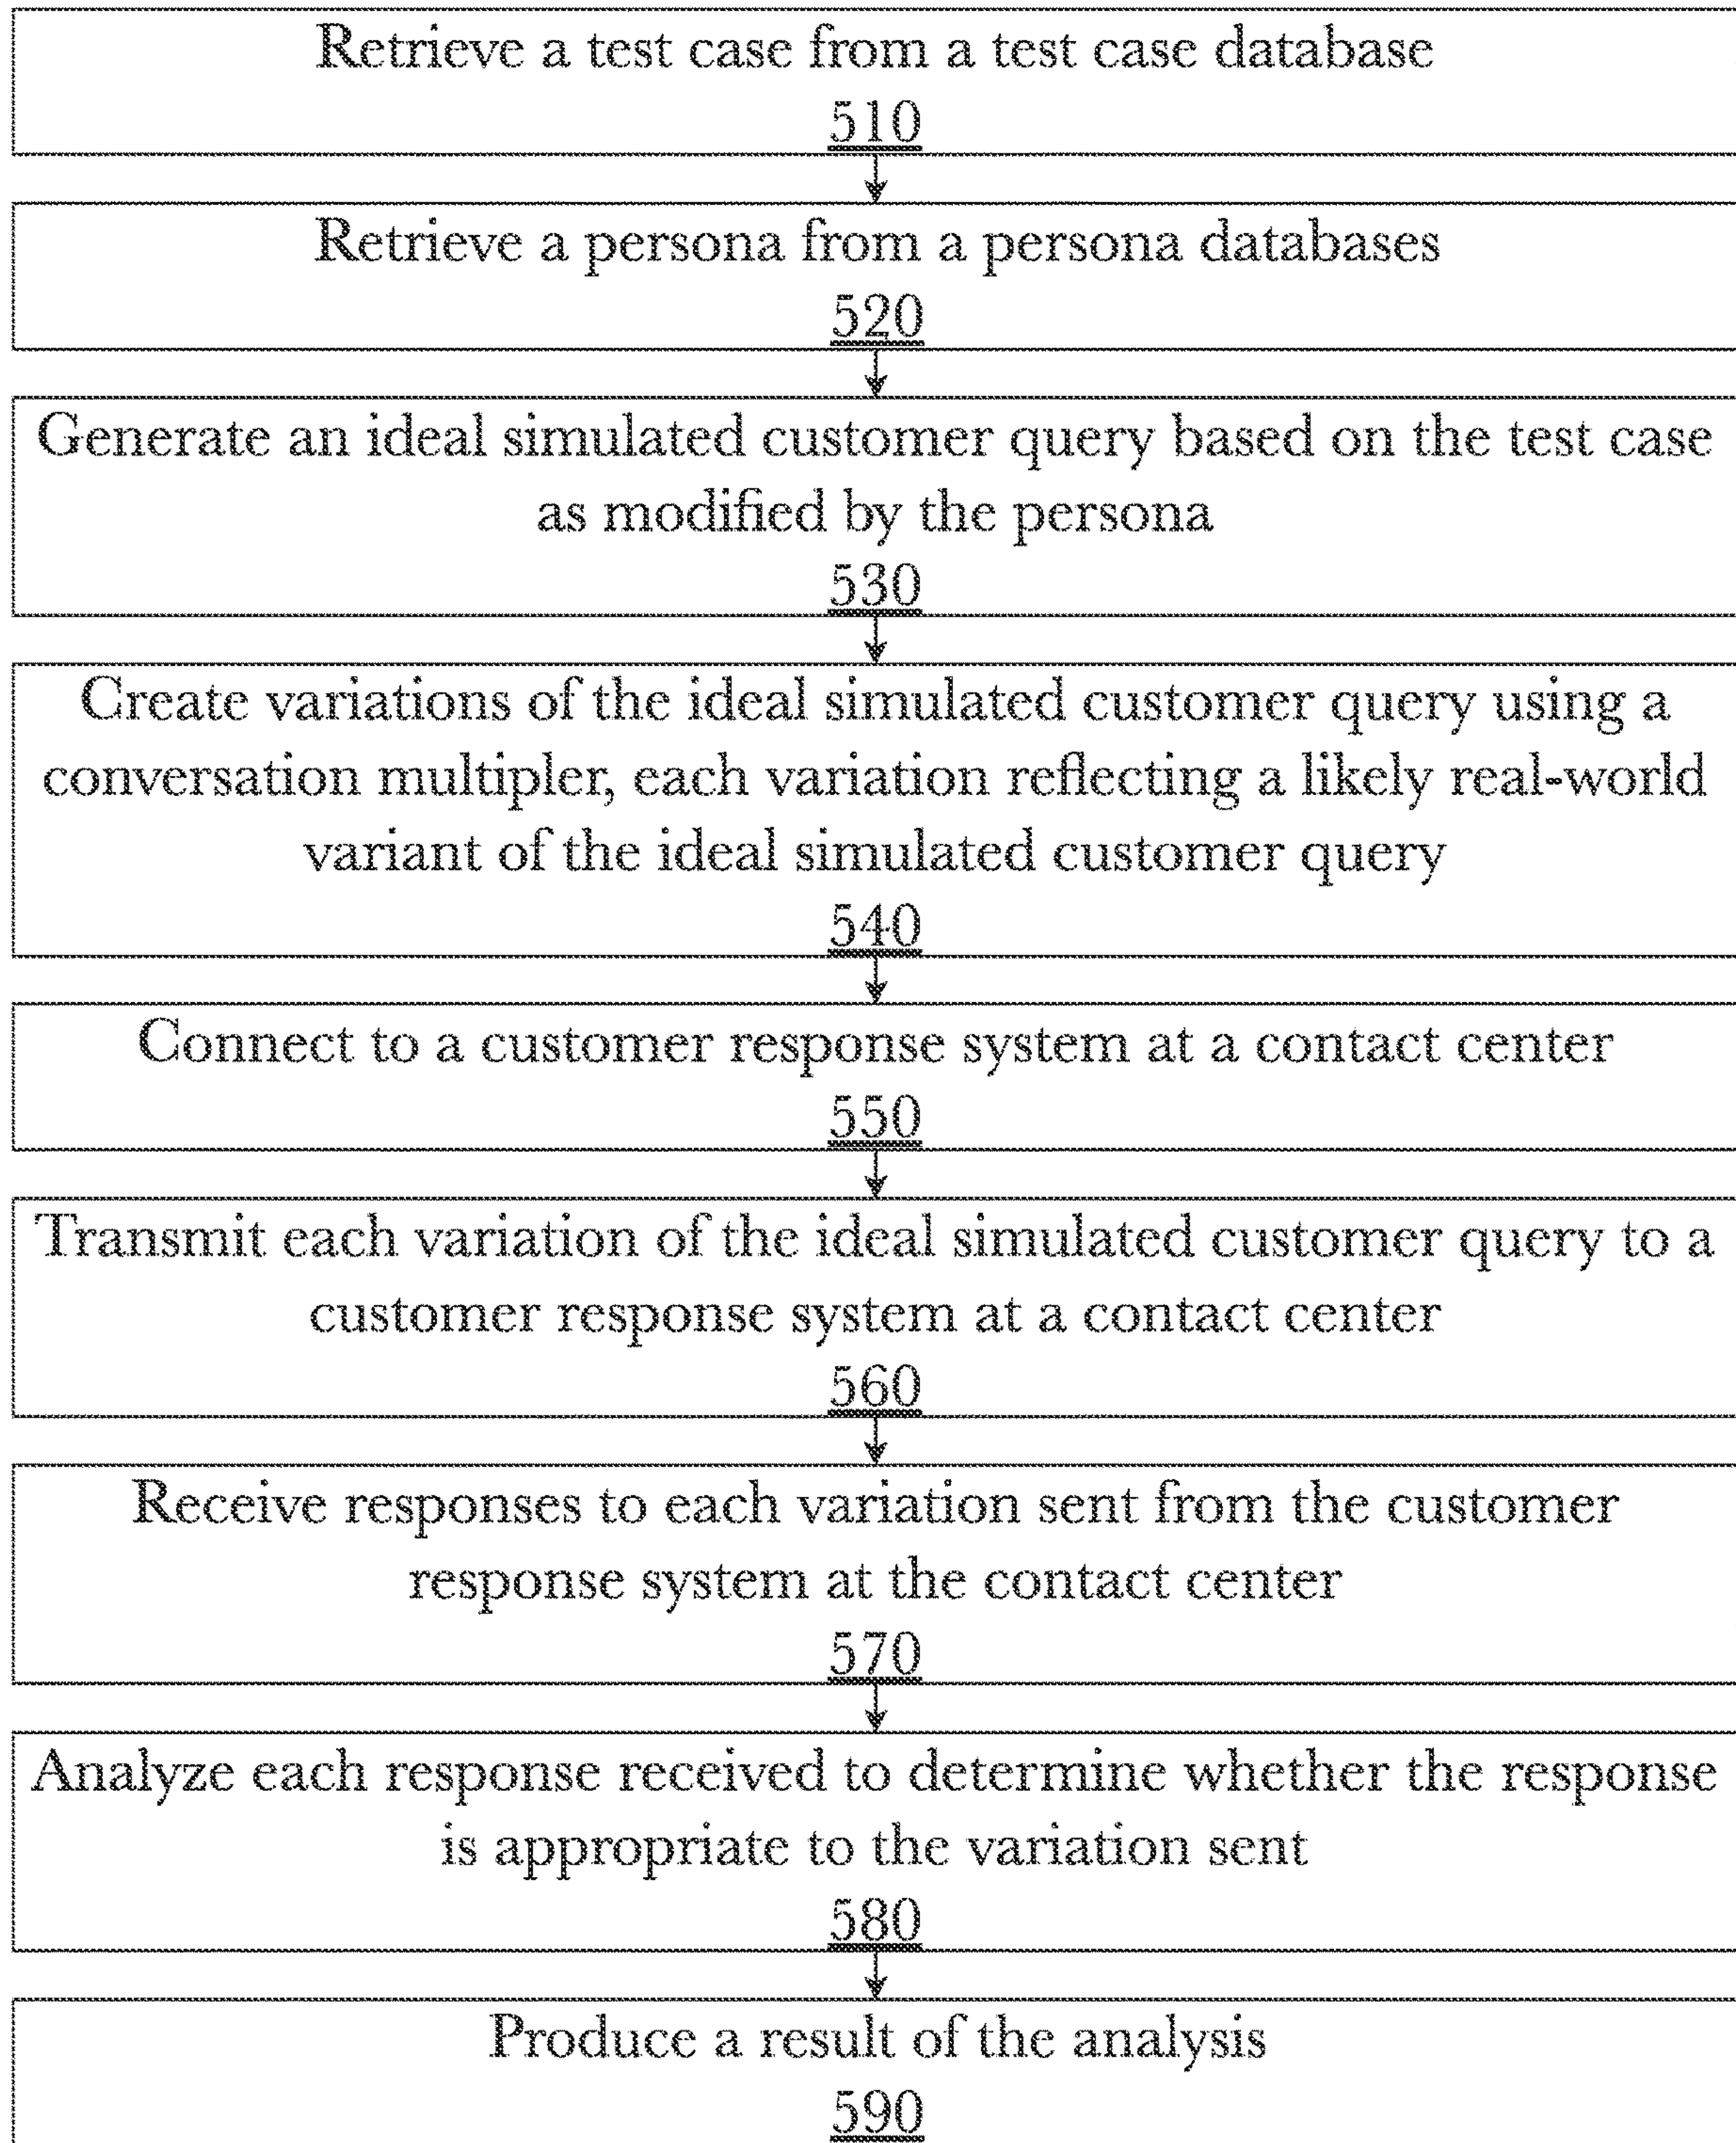 Retrieve a test case from a test case database
510
Retrieve a persona from a persona databases
520
Generate an ideal simulated customer query based on the test case
as modified by the persona
530
Create variations of the ideal simulated customer query using a
conversation multipler, each variation reflecting a likely real-world
variant of the ideal simulated customer query
540
Connect to a customer response system at a contact center
550
Transmit each variation of the ideal simulated customer query to a
customer response system at a contact center
560
Receive responses to each variation sent from the customer
response system at the contact center
570
Analyze each response received to determine whether the response
is appropriate to the variation sent
580
Produce a result of the analysis
590